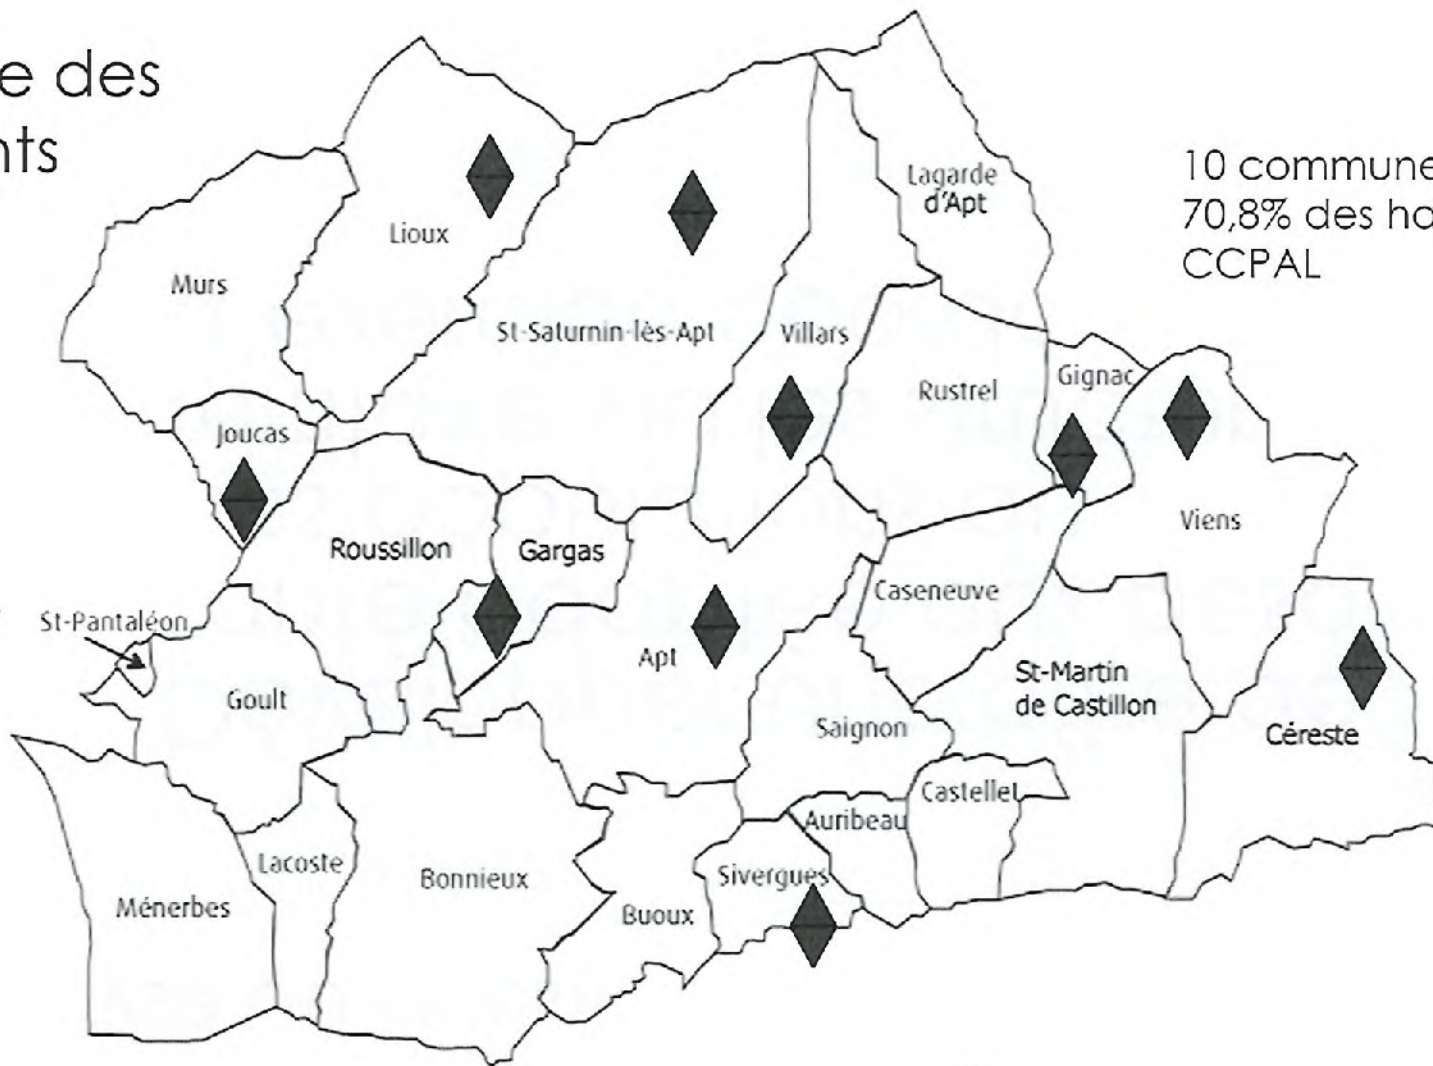 e des
nts
10 commune
70,8% des ha
CCPAL
Lagarde
d'Apt
Lioux
Murs
St-Saturnin-lès-Apt
Villars
Rustrel
Gignac
Joucas
Viens
Roussillon
Gargas
Caseneuve
St-Pantaléon
Apt
St-Martin
de Castillon
Goult
Saignon
Céreste
Castellet
Auribeau
Lacoste
Bonnieux
Sivergues
Ménerbes
Buoux